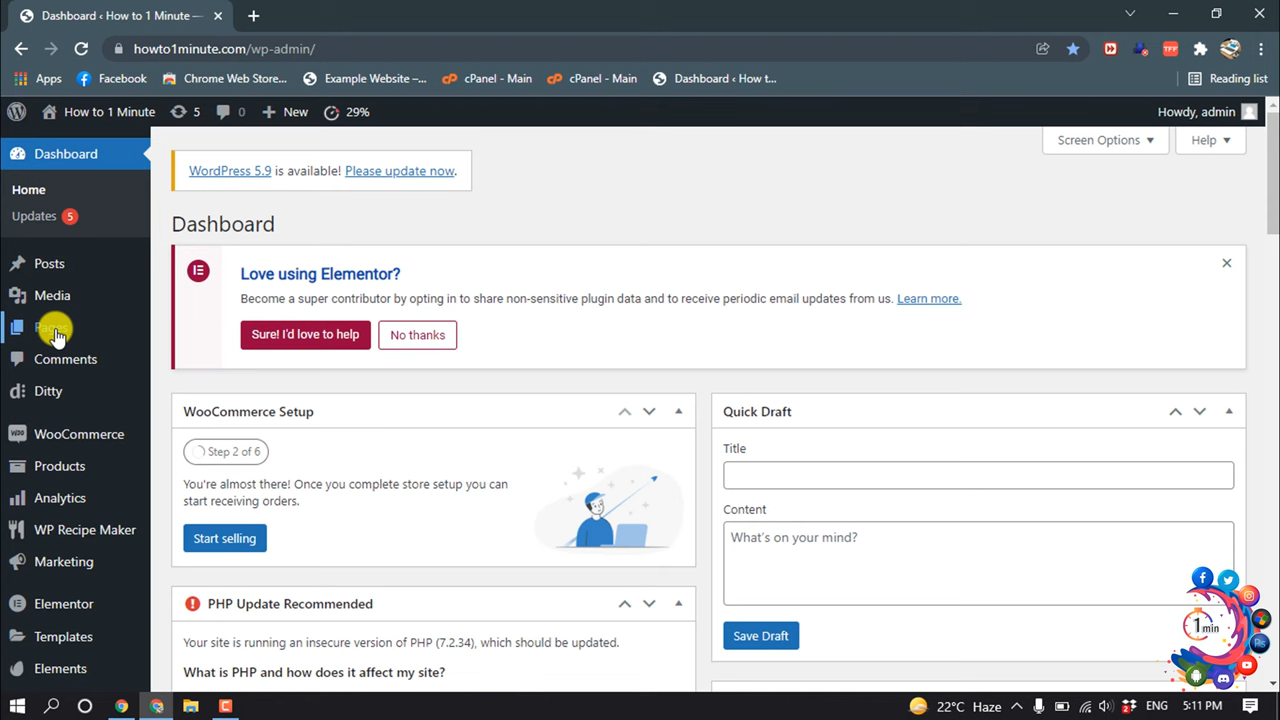 Dashboard ‹ How to 1 Minute —
howto1minute.com/wp-admin/
TFF
Apps
Facebook
Chrome Web Store...
Example Website –...
cPanel - Main
cPanel - Main
Dashboard ‹ How t...
Reading list
How to 1 Minute
5
0
New
29%
Howdy, admin
Dashboard
Home
Updates 5
Posts
Media
Pages
Comments
Ditty
WooCommerce
Products
Analytics
WP Recipe Maker
Marketing
Elementor
Templates
Elements
Screen Options
Help
WordPress 5.9 is available! Please update now.
Dashboard
Love using Elementor?
Become a super contributor by opting in to share non-sensitive plugin data and to receive periodic email updates from us. Learn more.
Sure! I'd love to help
No thanks
WooCommerce Setup
Step 2 of 6
You're almost there! Once you complete store setup you can
start receiving orders.
Start selling
PHP Update Recommended
Your site is running an insecure version of PHP (7.2.34), which should be updated.
What is PHP and how does it affect my site?
Quick Draft
Title
Content
What's on your mind?
Save Draft
1 min
Ps
22°C Haze
ENG
5:11 PM